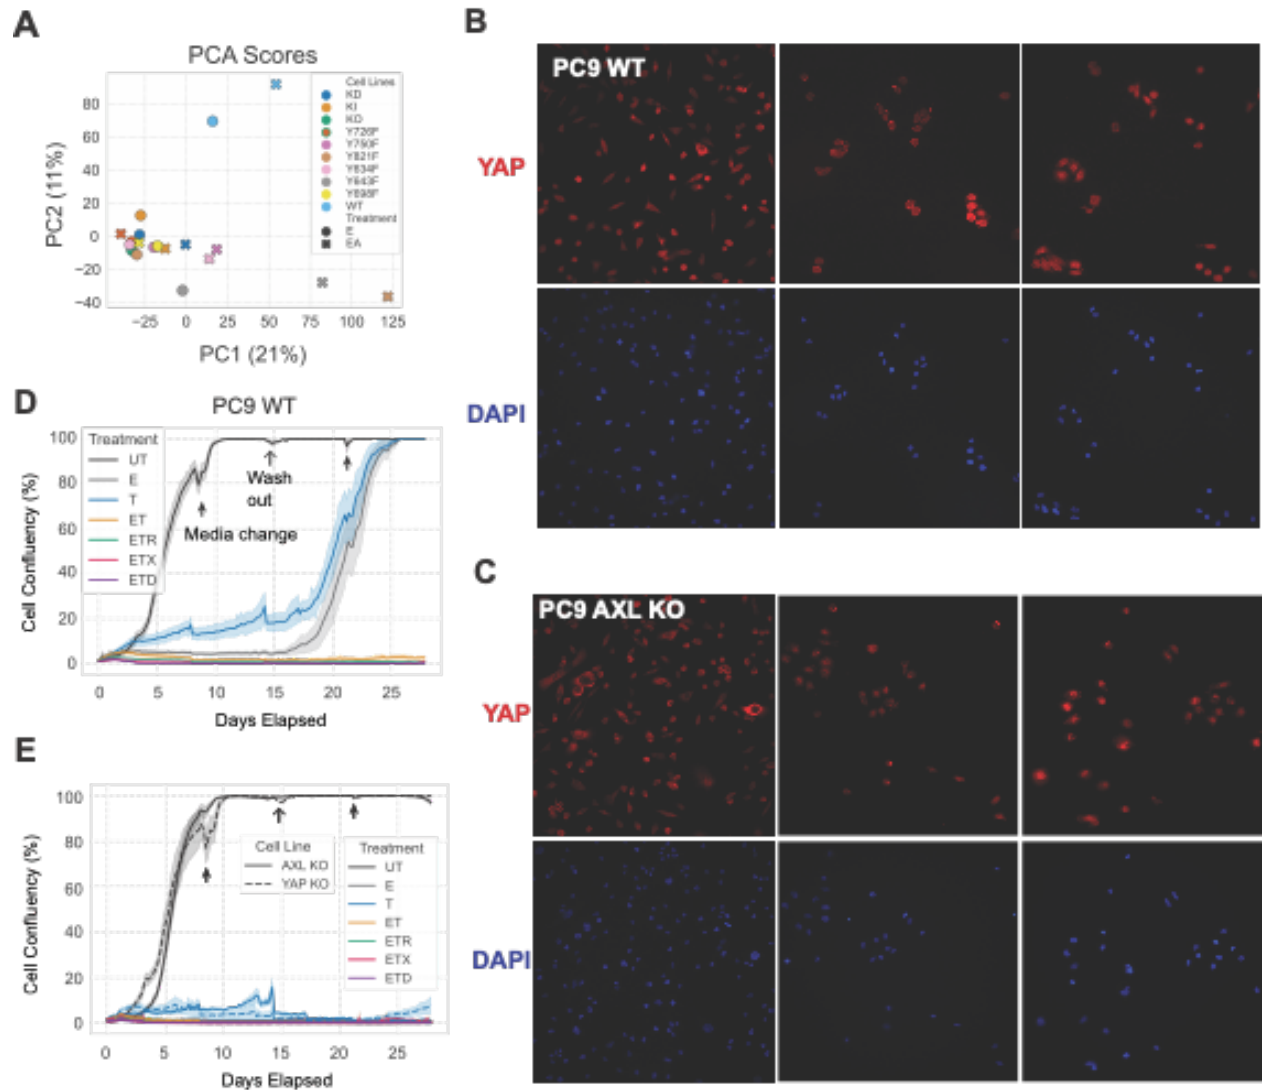 A
PCA Scores
80
60
40
20
0
−20
−40
PC2 (11%)
−25
0
25
50
75
100
125
PC1 (21%)
Cell Lines
KD
KI
KO
Y726F
Y750F
Y821F
Y634F
Y643F
Y698F
WT
Treatment
E
EA
B
PC9 WT
YAP
DAPI
D
PC9 WT
100
80
60
40
20
0
Cell Confluency (%)
Treatment
UT
E
T
ET
ETR
ETX
ETD
Wash
out
Media change
0
5
10
15
20
25
Days Elapsed
C
PC9 AXL KO
YAP
DAPI
E
100
80
60
40
20
0
Cell Confluency (%)
Cell Line
AXL KO
YAP KO
Treatment
UT
E
T
ET
ETR
ETX
ETD
0
5
10
15
20
25
Days Elapsed